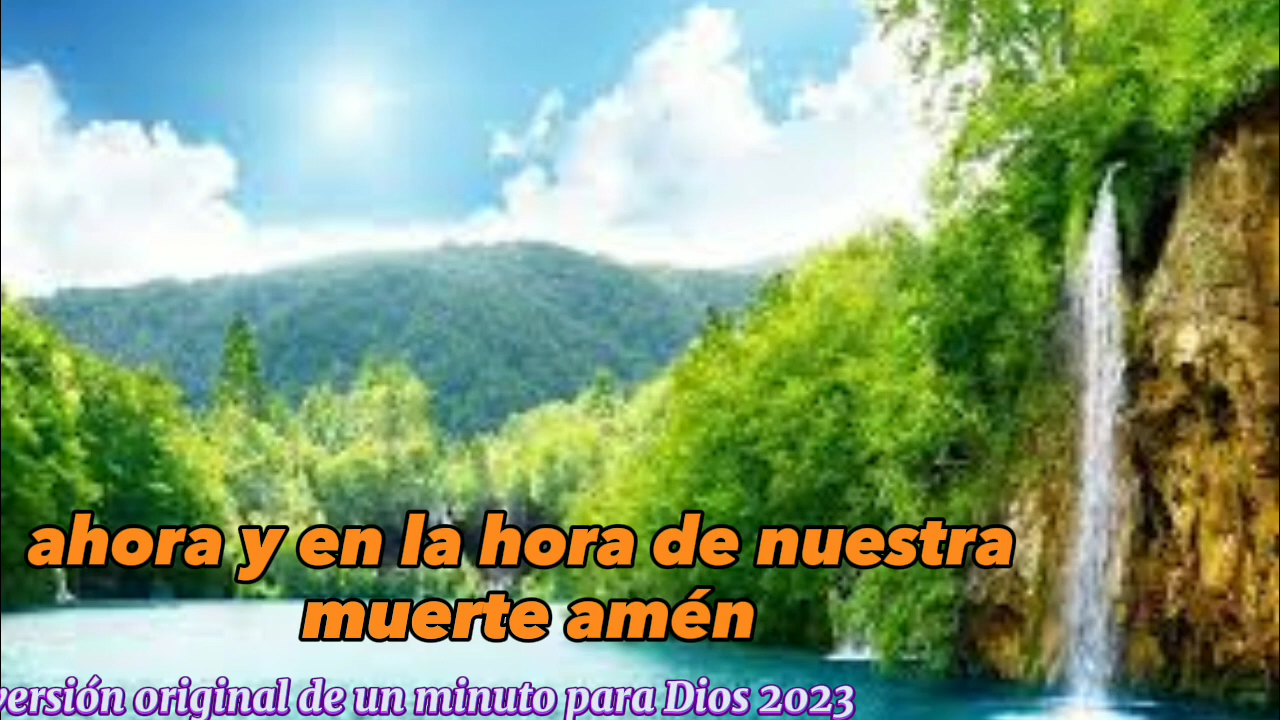 ahora y en la hora de nuestra
muerte amén
versión original de un minuto para Dios 2023